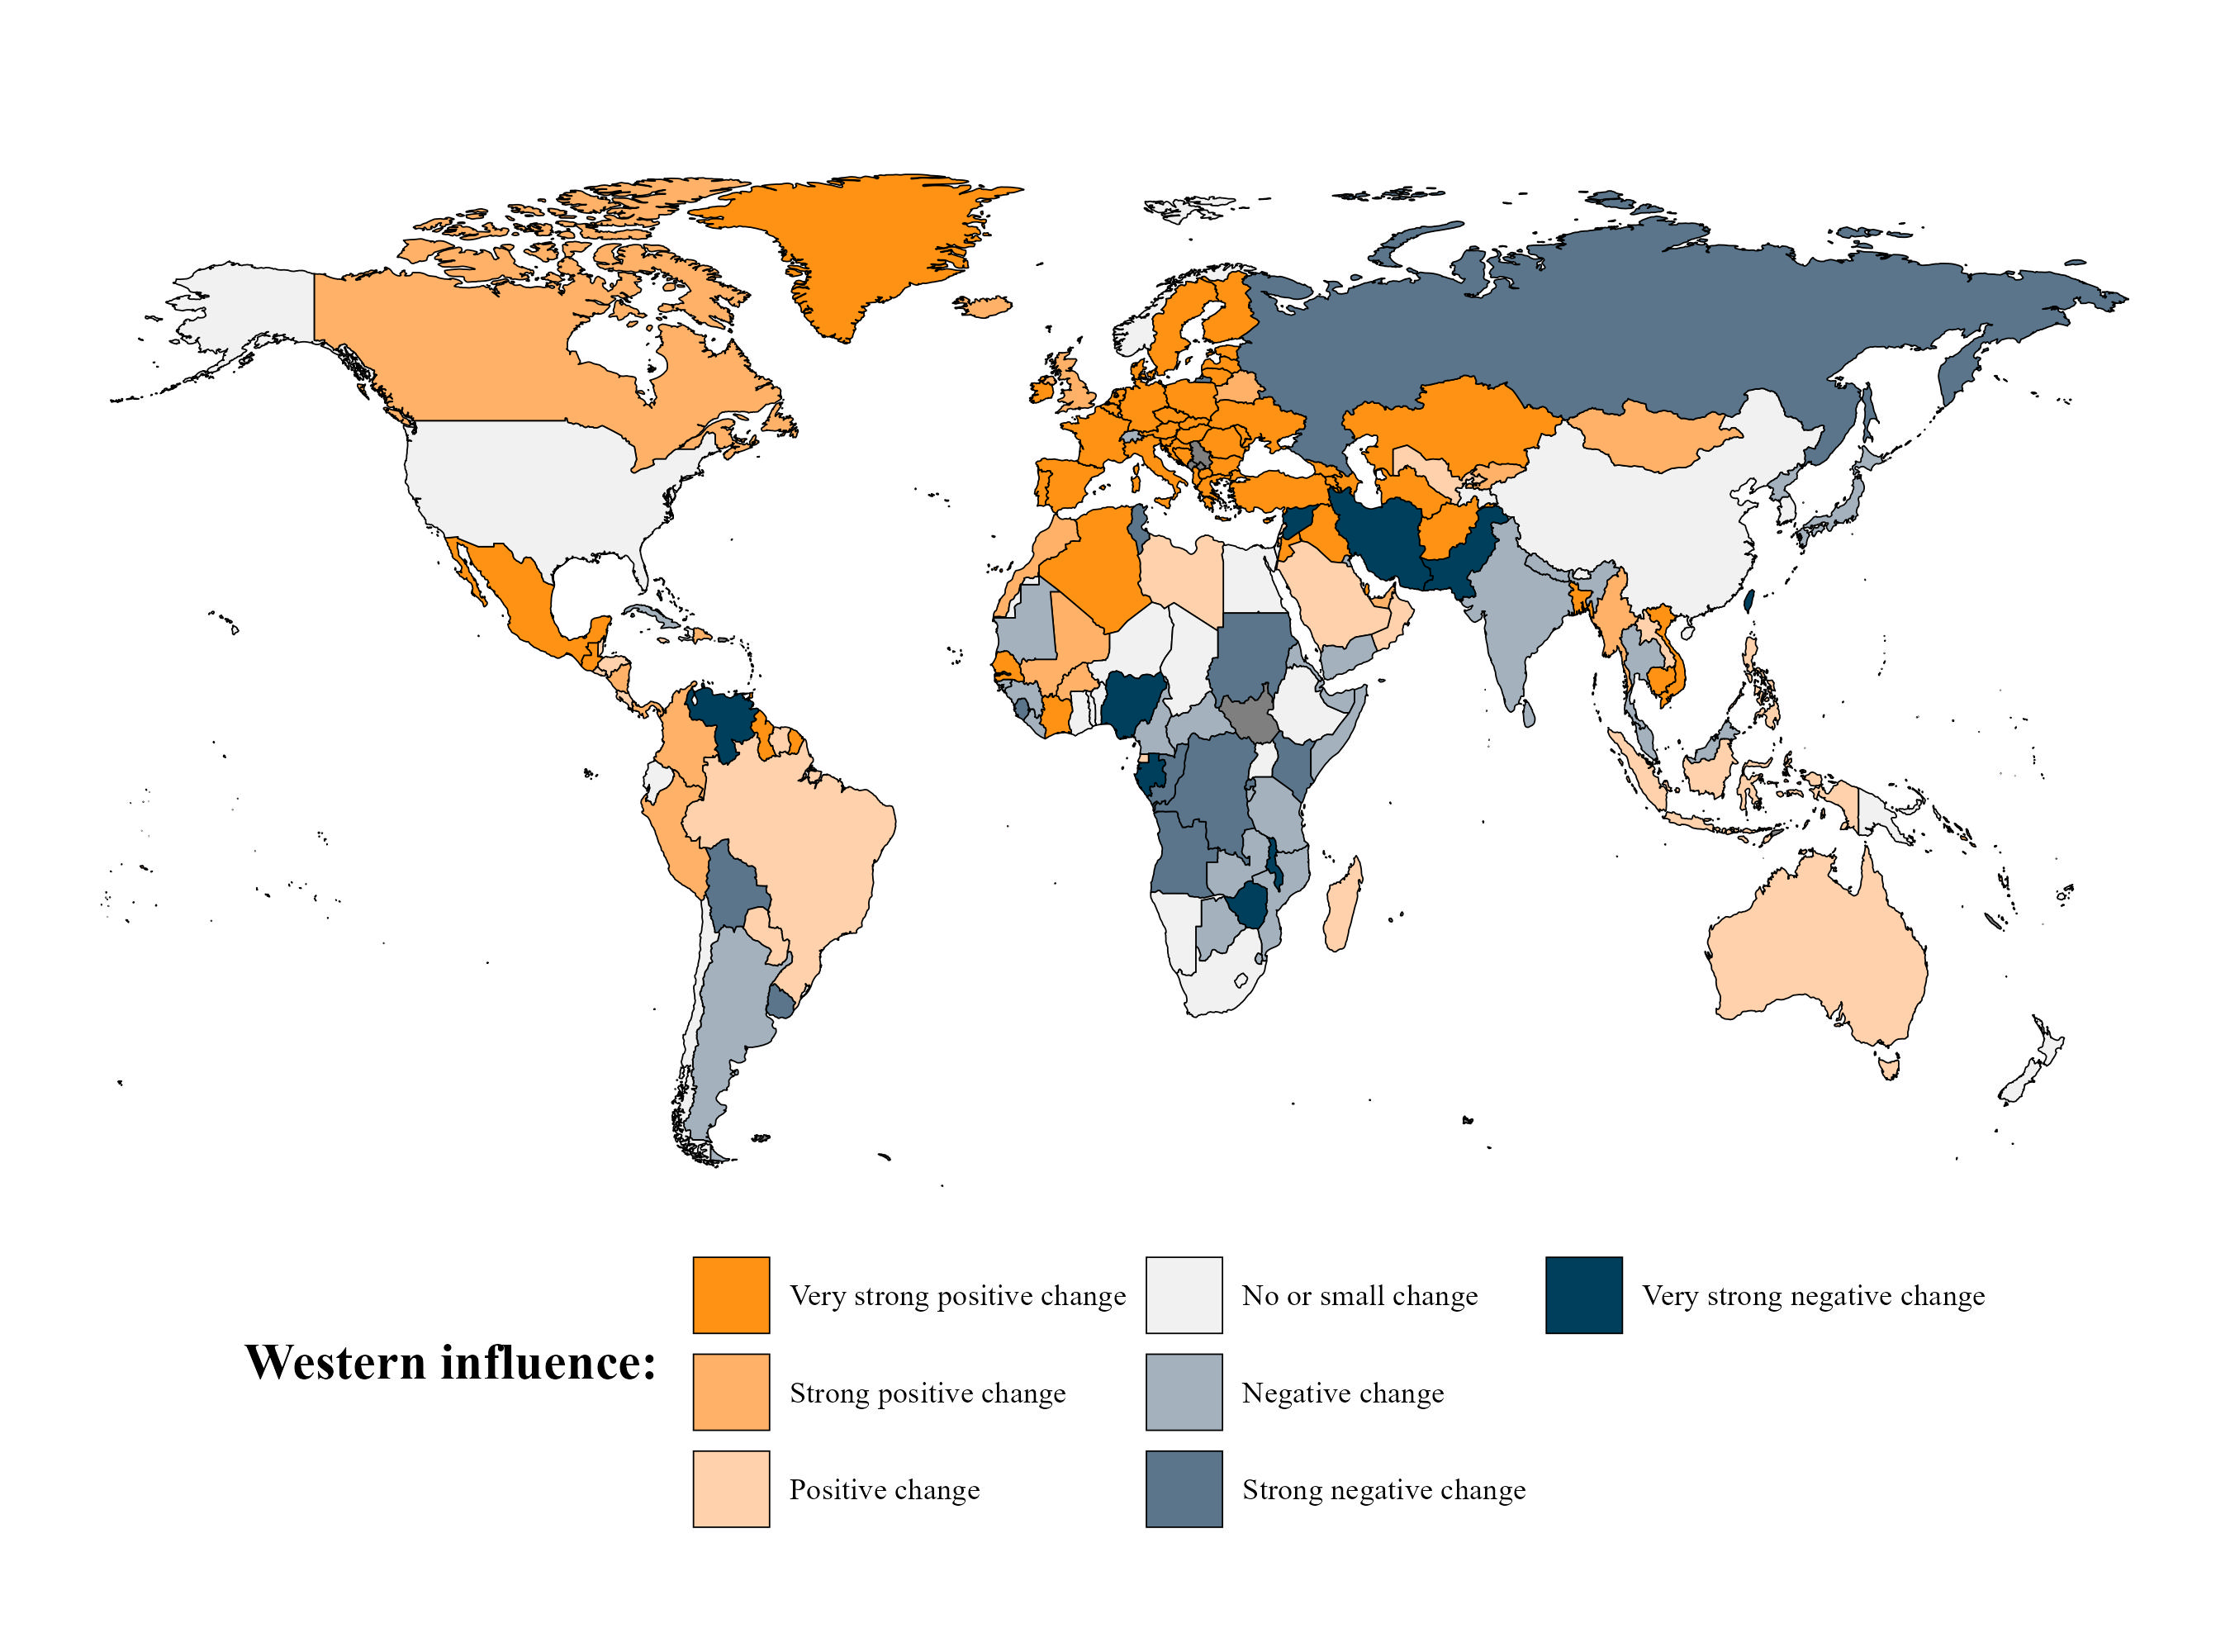 Western influence:
Very strong positive change
Strong positive change
Positive change
No or small change
Negative change
Strong negative change
Very strong negative change